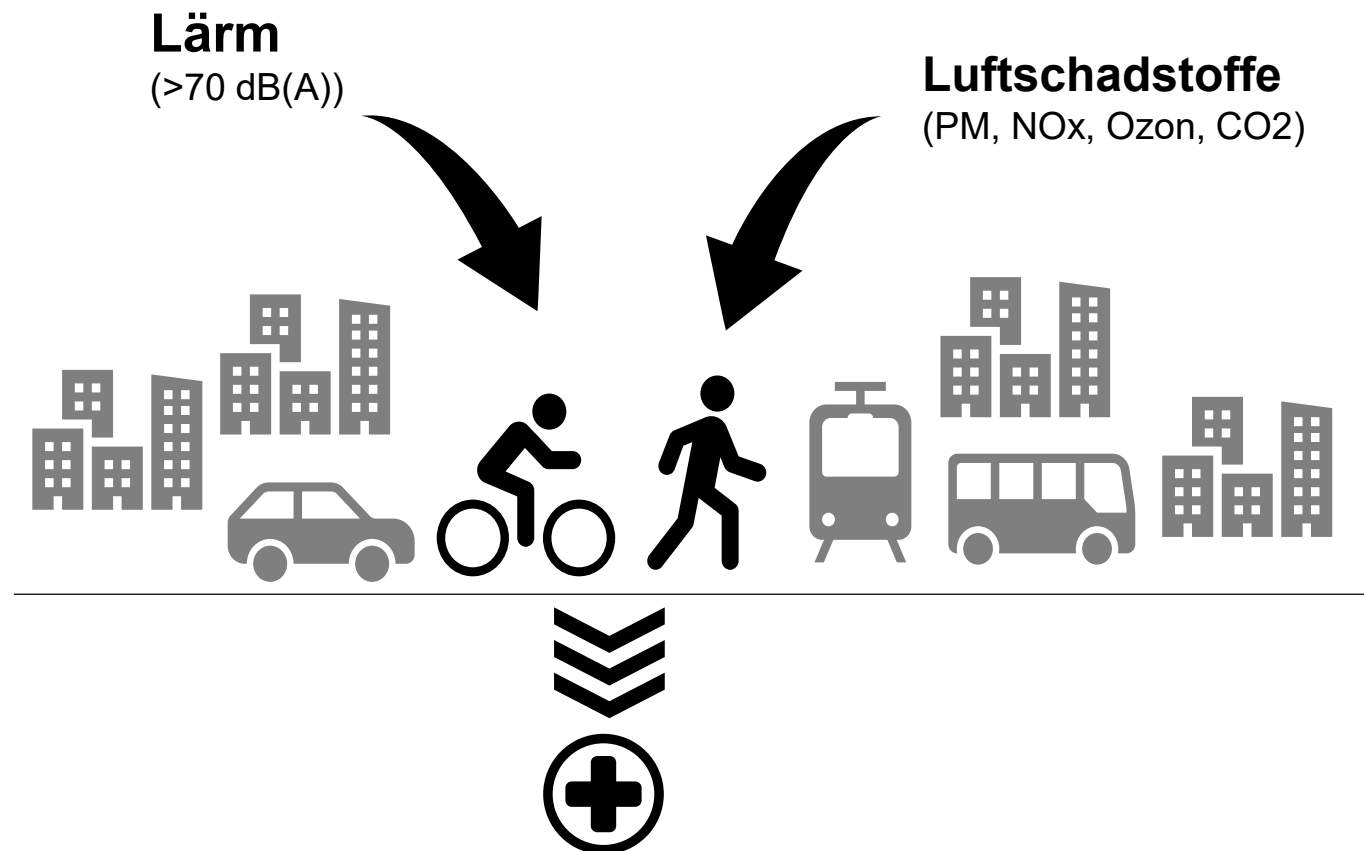 Lärm
(>70 dB(A))
Luftschadstoffe
(PM, NOx, Ozon, CO2)